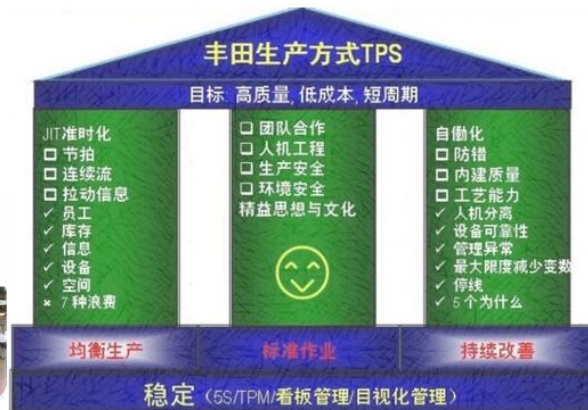 丰田生产方式TPS
目标: 高质量, 低成本, 短周期
JIT准时化
□ 节拍
□ 连续流
□ 拉动信息
✓ 员工
✓ 库存
✓ 信息
✓ 设备
✓ 空间
× 7种浪费
□ 团队合作
□ 人机工程
□ 生产安全
□ 环境安全
精益思想与文化
自働化
□ 防错
□ 内建质量
□ 工艺能力
✓ 人机分离
✓ 设备可靠性
✓ 管理异常
✓ 最大限度减少变数
✓ 停线
✓ 5个为什么
均衡生产
标准作业
持续改善
稳定（5S/TPM/看板管理/目视化管理）